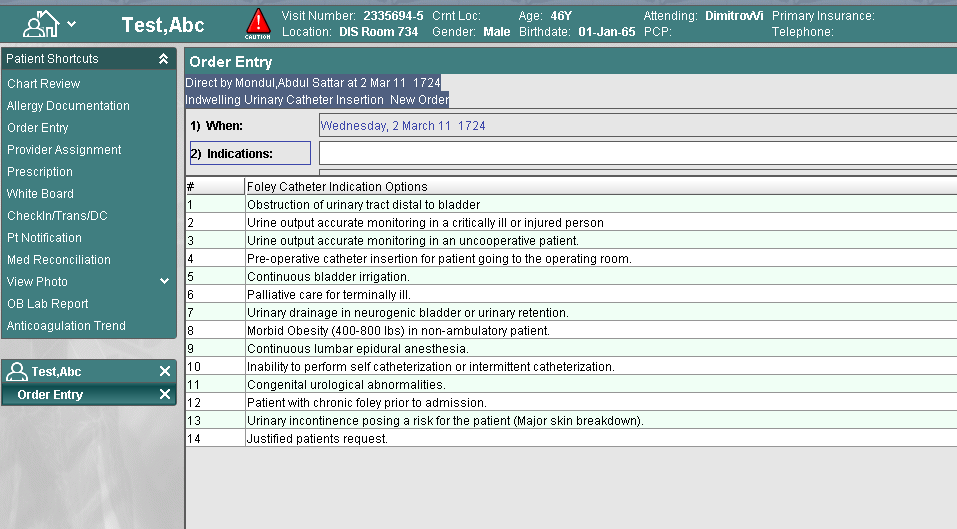 Test,Abc
CAUTION
Visit Number: 2335694-5 Crnt Loc: Age: 46Y Attending: DimitrovVi Primary Insurance:
Location: DIS Room 734 Gender: Male Birthdate: 01-Jan-65 PCP: Telephone:
Patient Shortcuts
Chart Review
Allergy Documentation
Order Entry
Provider Assignment
Prescription
White Board
CheckIn/Trans/DC
Pt Notification
Med Reconciliation
View Photo
OB Lab Report
Anticoagulation Trend
Test,Abc
Order Entry
Order Entry
Direct by Mondul,Abdul Sattar at 2 Mar 11 1724
Indwelling Urinary Catheter Insertion New Order
1) When: Wednesday, 2 March 11 1724
2) Indications:
# Foley Catheter Indication Options
1 Obstruction of urinary tract distal to bladder
2 Urine output accurate monitoring in a critically ill or injured person
3 Urine output accurate monitoring in an uncooperative patient.
4 Pre-operative catheter insertion for patient going to the operating room.
5 Continuous bladder irrigation.
6 Palliative care for terminally ill.
7 Urinary drainage in neurogenic bladder or urinary retention.
8 Morbid Obesity (400-800 lbs) in non-ambulatory patient.
9 Continuous lumbar epidural anesthesia.
10 Inability to perform self catheterization or intermittent catheterization.
11 Congenital urological abnormalities.
12 Patient with chronic foley prior to admission.
13 Urinary incontinence posing a risk for the patient (Major skin breakdown).
14 Justified patients request.